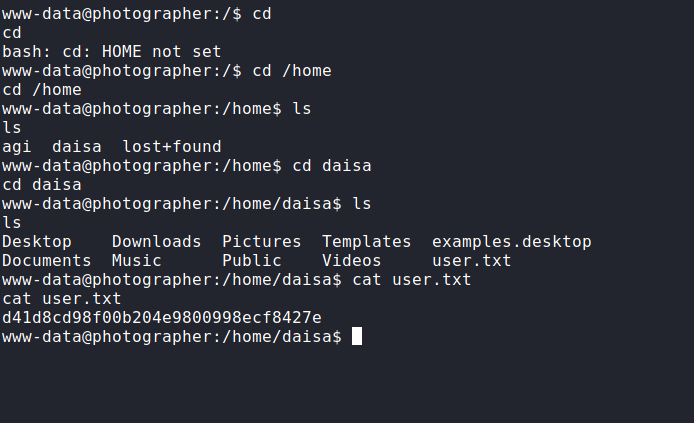 www-data@photographer:/$ cd
cd
bash: cd: HOME not set
www-data@photographer:/$ cd /home
cd /home
www-data@photographer:/home$ ls
ls
agi  daisa  lost+found
www-data@photographer:/home$ cd daisa
cd daisa
www-data@photographer:/home/daisa$ ls
ls
Desktop    Downloads  Pictures  Templates  examples.desktop
Documents  Music      Public    Videos     user.txt
www-data@photographer:/home/daisa$ cat user.txt
cat user.txt
d41d8cd98f00b204e9800998ecf8427e
www-data@photographer:/home/daisa$